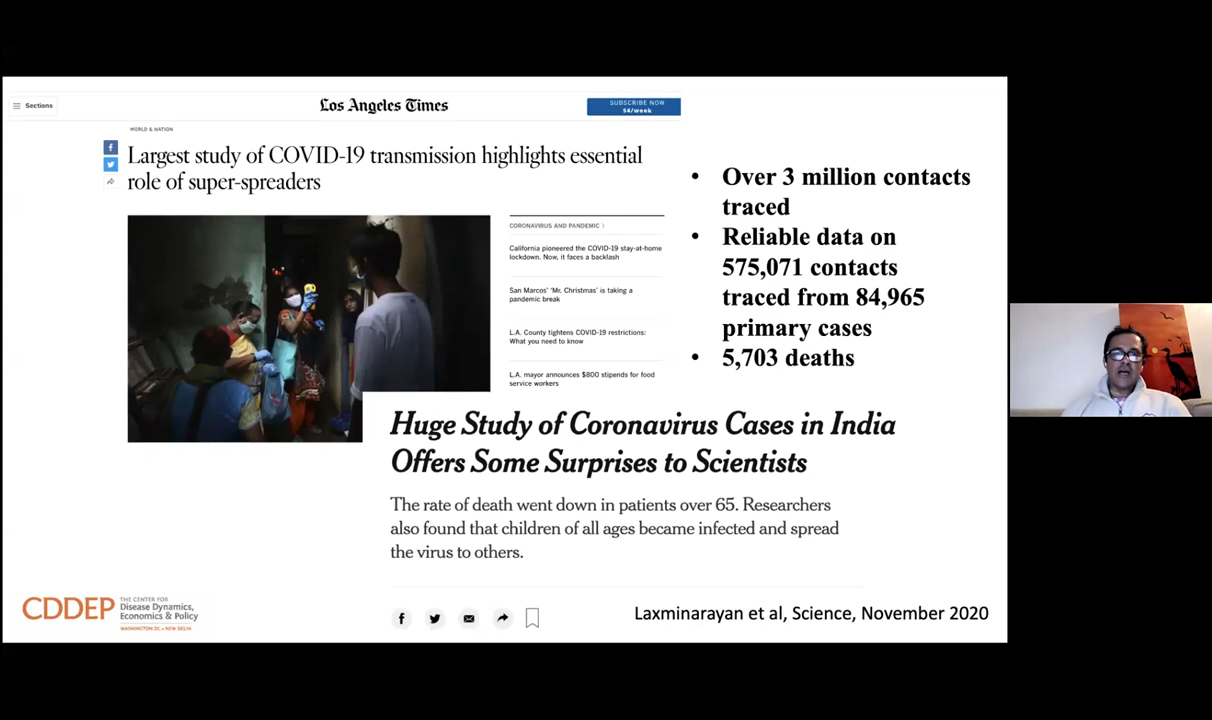 Sections
Los Angeles Times
SUBSCRIBE NOW
$4/week
WORLD & NATION
Largest study of COVID-19 transmission highlights essential
role of super-spreaders
CORONAVIRUS AND PANDEMIC >
California pioneered the COVID-19 stay-at-home
lockdown. Now, it faces a backlash
San Marcos' 'Mr. Christmas' is taking a
pandemic break
L.A. County tightens COVID-19 restrictions:
What you need to know
L.A. mayor announces $800 stipends for food
service workers
• Over 3 million contacts
traced
• Reliable data on
575,071 contacts
traced from 84,965
primary cases
• 5,703 deaths
Huge Study of Coronavirus Cases in India
Offers Some Surprises to Scientists
The rate of death went down in patients over 65. Researchers
also found that children of all ages became infected and spread
the virus to others.
CDDEP
THE CENTER FOR
Disease Dynamics,
Economics & Policy
WASHINGTON DC • NEW DELHI
Laxminarayan et al, Science, November 2020